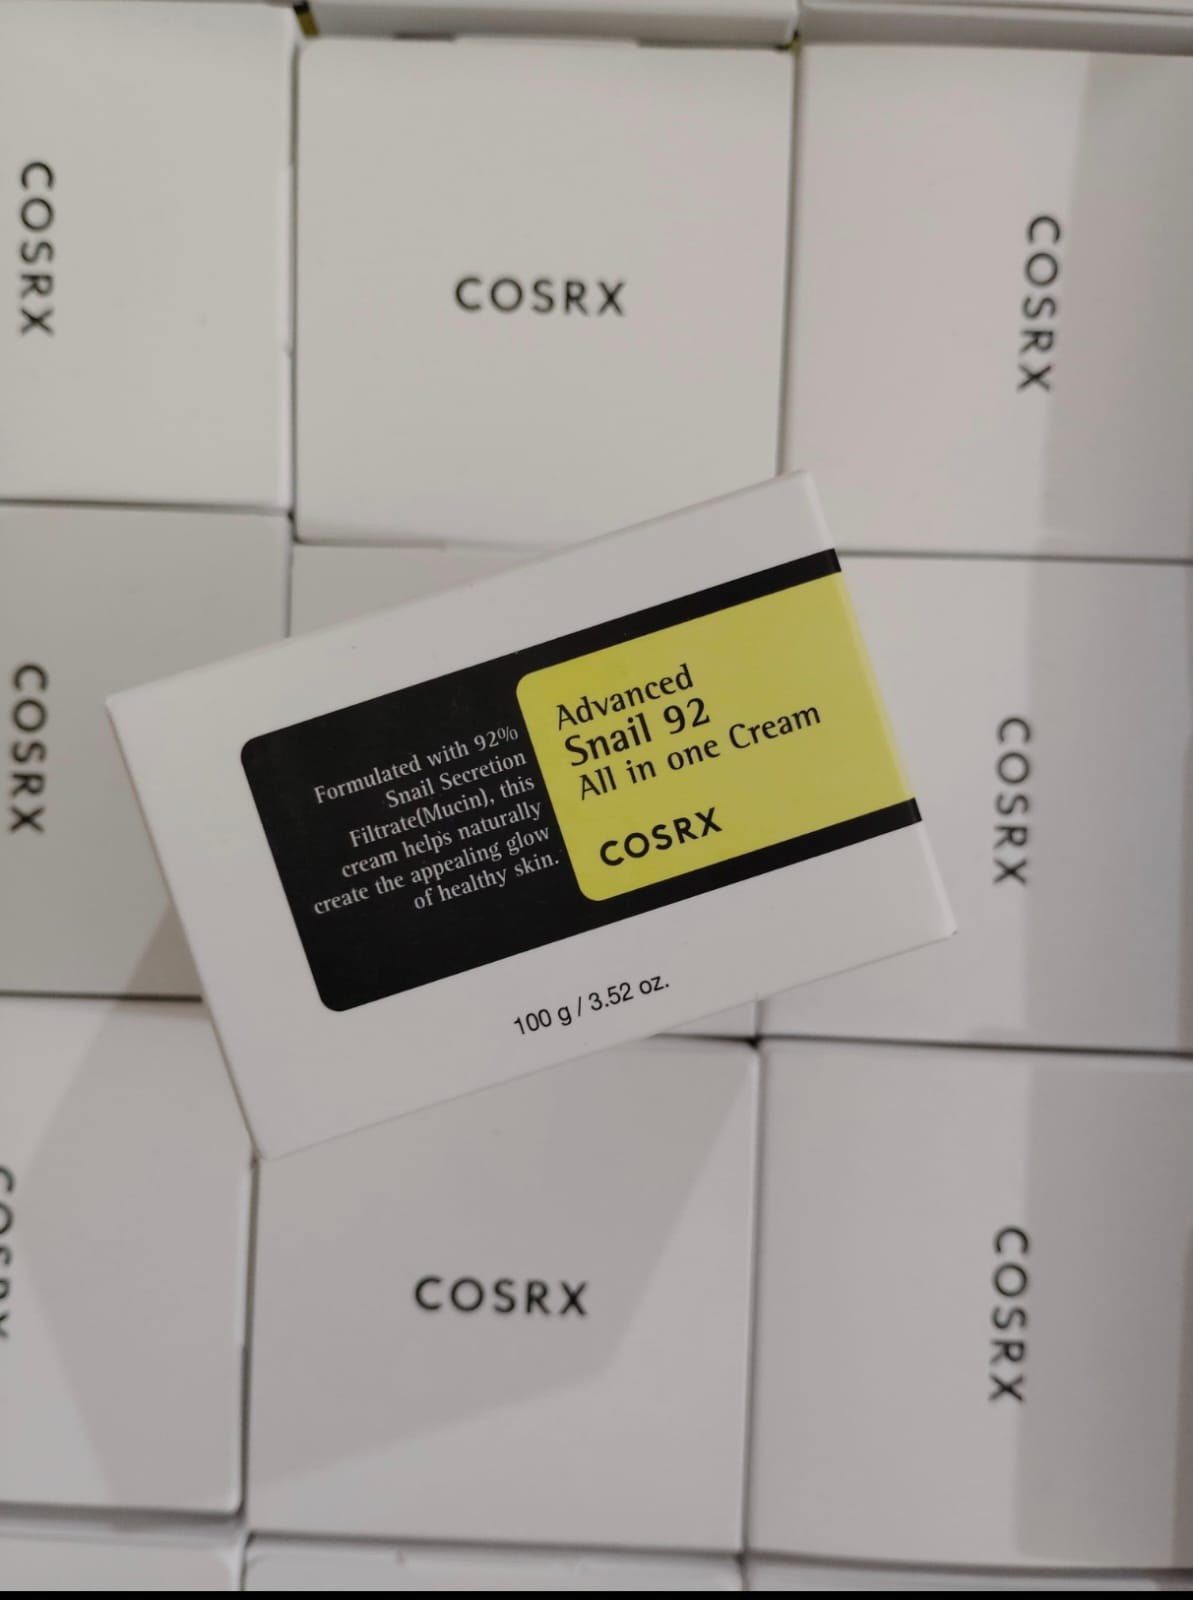 COSRX
COSRX
COSRX
Formulated with 92%
Snail Secretion
Filtrate(Mucin), this
cream helps naturally
create the appealing glow
of healthy skin.
Advanced
Snail 92
All in one Cream
COSRX
100 g / 3.52 oz.
COSRX
COSRX
COSRX
COSRX
COSRX